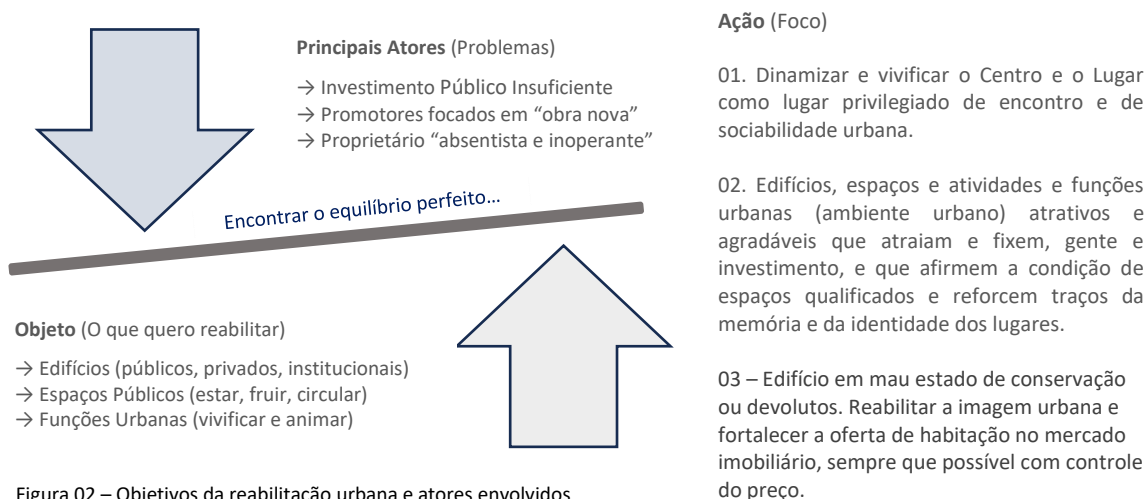 Principais Atores (Problemas)
→ Investimento Público Insuficiente
→ Promotores focados em “obra nova”
→ Proprietário “absentista e inoperante”
Encontrar o equilíbrio perfeito...
Objeto (O que quero reabilitar)
→ Edifícios (públicos, privados, institucionais)
→ Espaços Públicos (estar, fruir, circular)
→ Funções Urbanas (vivificar e animar)
Figura 02 – Objetivos da reabilitação urbana e atores envolvidos
Ação (Foco)
01. Dinamizar e vivificar o Centro e o Lugar
como lugar privilegiado de encontro e de
sociabilidade urbana.
02. Edifícios, espaços e atividades e funções
urbanas (ambiente urbano) atrativos e
agradáveis que atraiam e fixem, gente e
investimento, e que afirmem a condição de
espaços qualificados e reforcem traços da
memória e da identidade dos lugares.
03 – Edifício em mau estado de conservação
ou devolutos. Reabilitar a imagem urbana e
fortalecer a oferta de habitação no mercado
imobiliário, sempre que possível com controle
do preço.